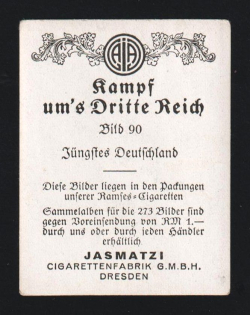 Kampf
um's Dritte Reich
Bild 90
Jüngstes Deutschland
Diese Bilder liegen in den Packungen
unserer Ramses-Cigaretten
Sammelalben für die 273 Bilder sind
gegen Voreinsendung von RM 1.—
durch uns oder durch jeden Händler
erhältlich
JASMATZI
CIGARETTENFABRIK G.M.B.H.
DRESDEN